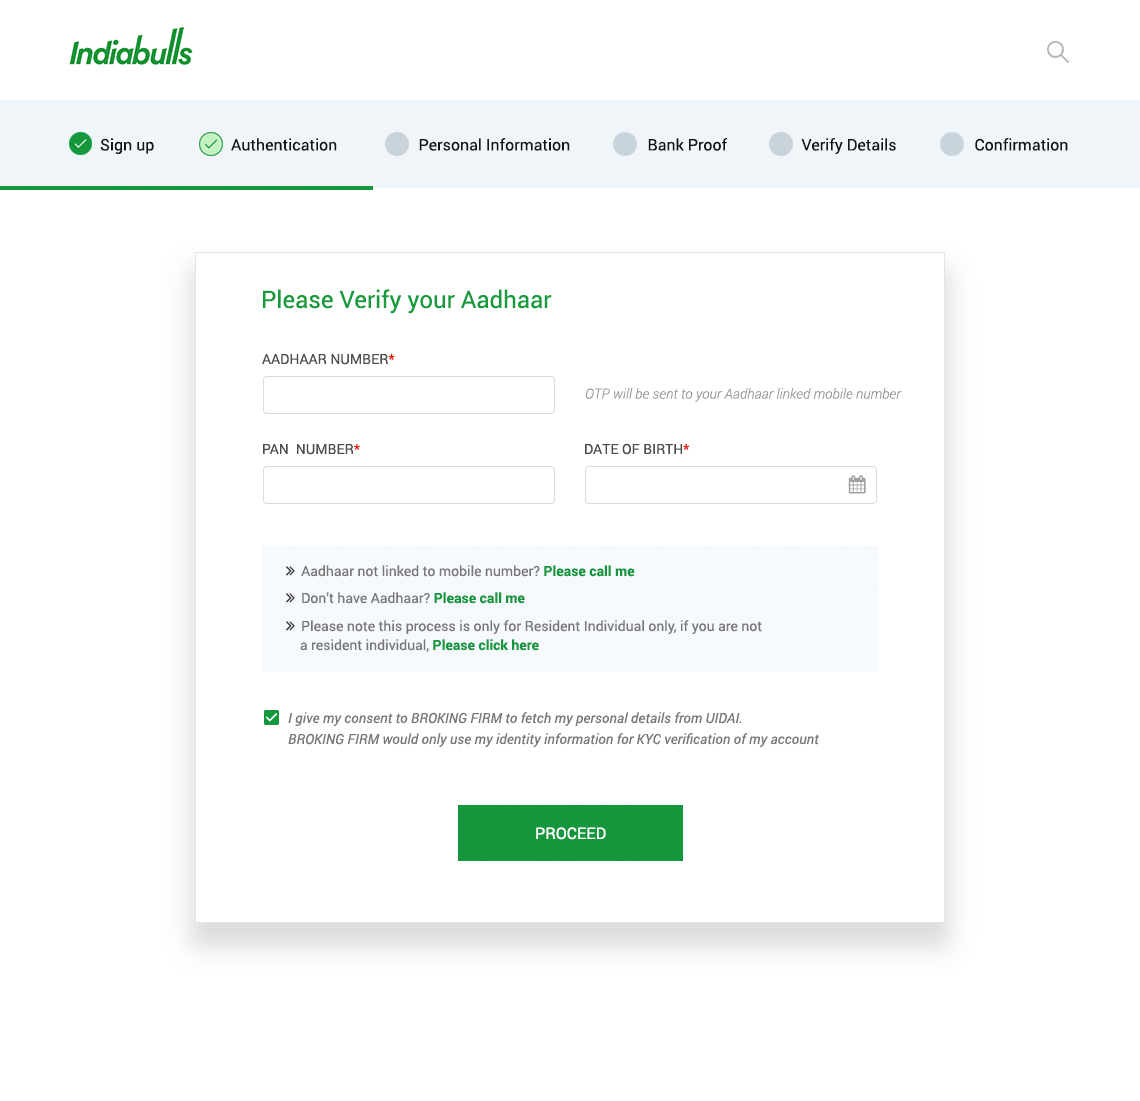 Indiabulls
Sign up Authentication Personal Information Bank Proof Verify Details Confirmation
Please Verify your Aadhaar
AADHAAR NUMBER*
OTP will be sent to your Aadhaar linked mobile number
PAN  NUMBER* DATE OF BIRTH*
» Aadhaar not linked to mobile number? Please call me
» Don't have Aadhaar? Please call me
» Please note this process is only for Resident Individual only, if you are not
a resident individual, Please click here
I give my consent to BROKING FIRM to fetch my personal details from UIDAI.
BROKING FIRM would only use my identity information for KYC verification of my account
PROCEED